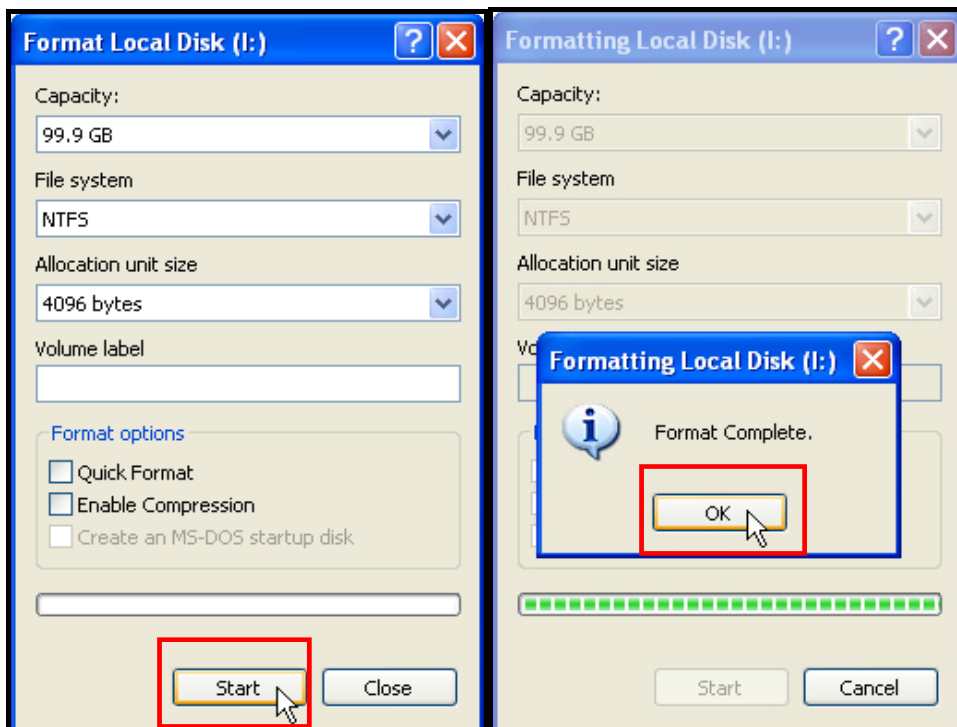 Format Local Disk (I:)
Capacity:
99.9 GB
File system
NTFS
Allocation unit size
4096 bytes
Volume label
Format options
Quick Format
Enable Compression
Create an MS-DOS startup disk
Start Close
Formatting Local Disk (I:)
Capacity:
99.9 GB
File system
NTFS
Allocation unit size
4096 bytes
Formatting Local Disk (I:)
Format Complete.
OK
Start Cancel